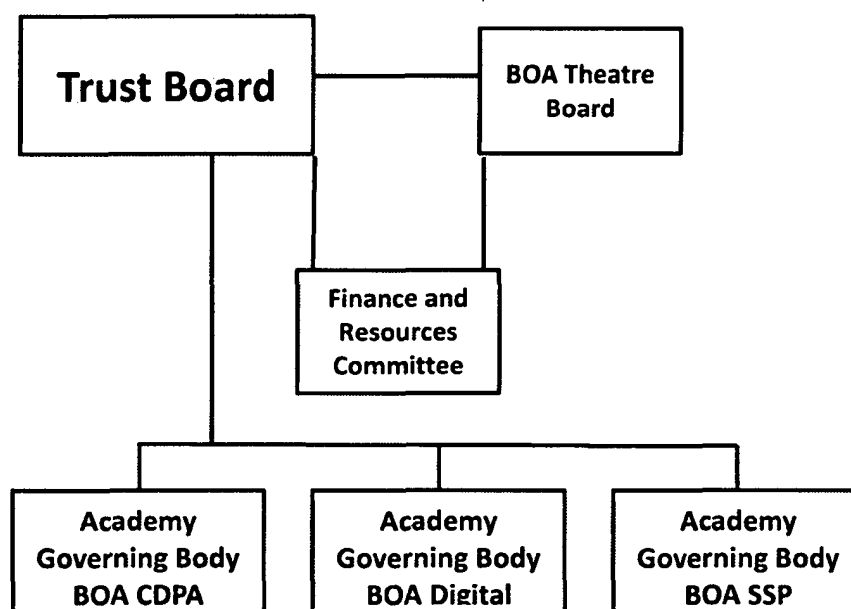 Trust Board
BOA Theatre
Board
Finance and
Resources
Committee
Academy
Governing Body
BOA CDPA
Academy
Governing Body
BOA Digital
Academy
Governing Body
BOA SSP